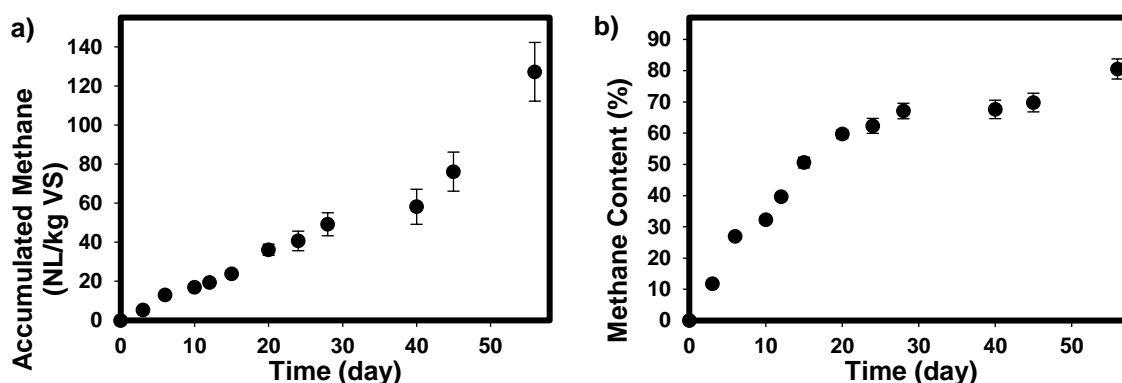 a)
Accumulated Methane
(NL/kg VS)
140
120
100
80
60
40
20
0
0 10 20 30 40 50
Time (day)
b)
Methane Content (%)
90
80
70
60
50
40
30
20
10
0
0 10 20 30 40 50
Time (day)